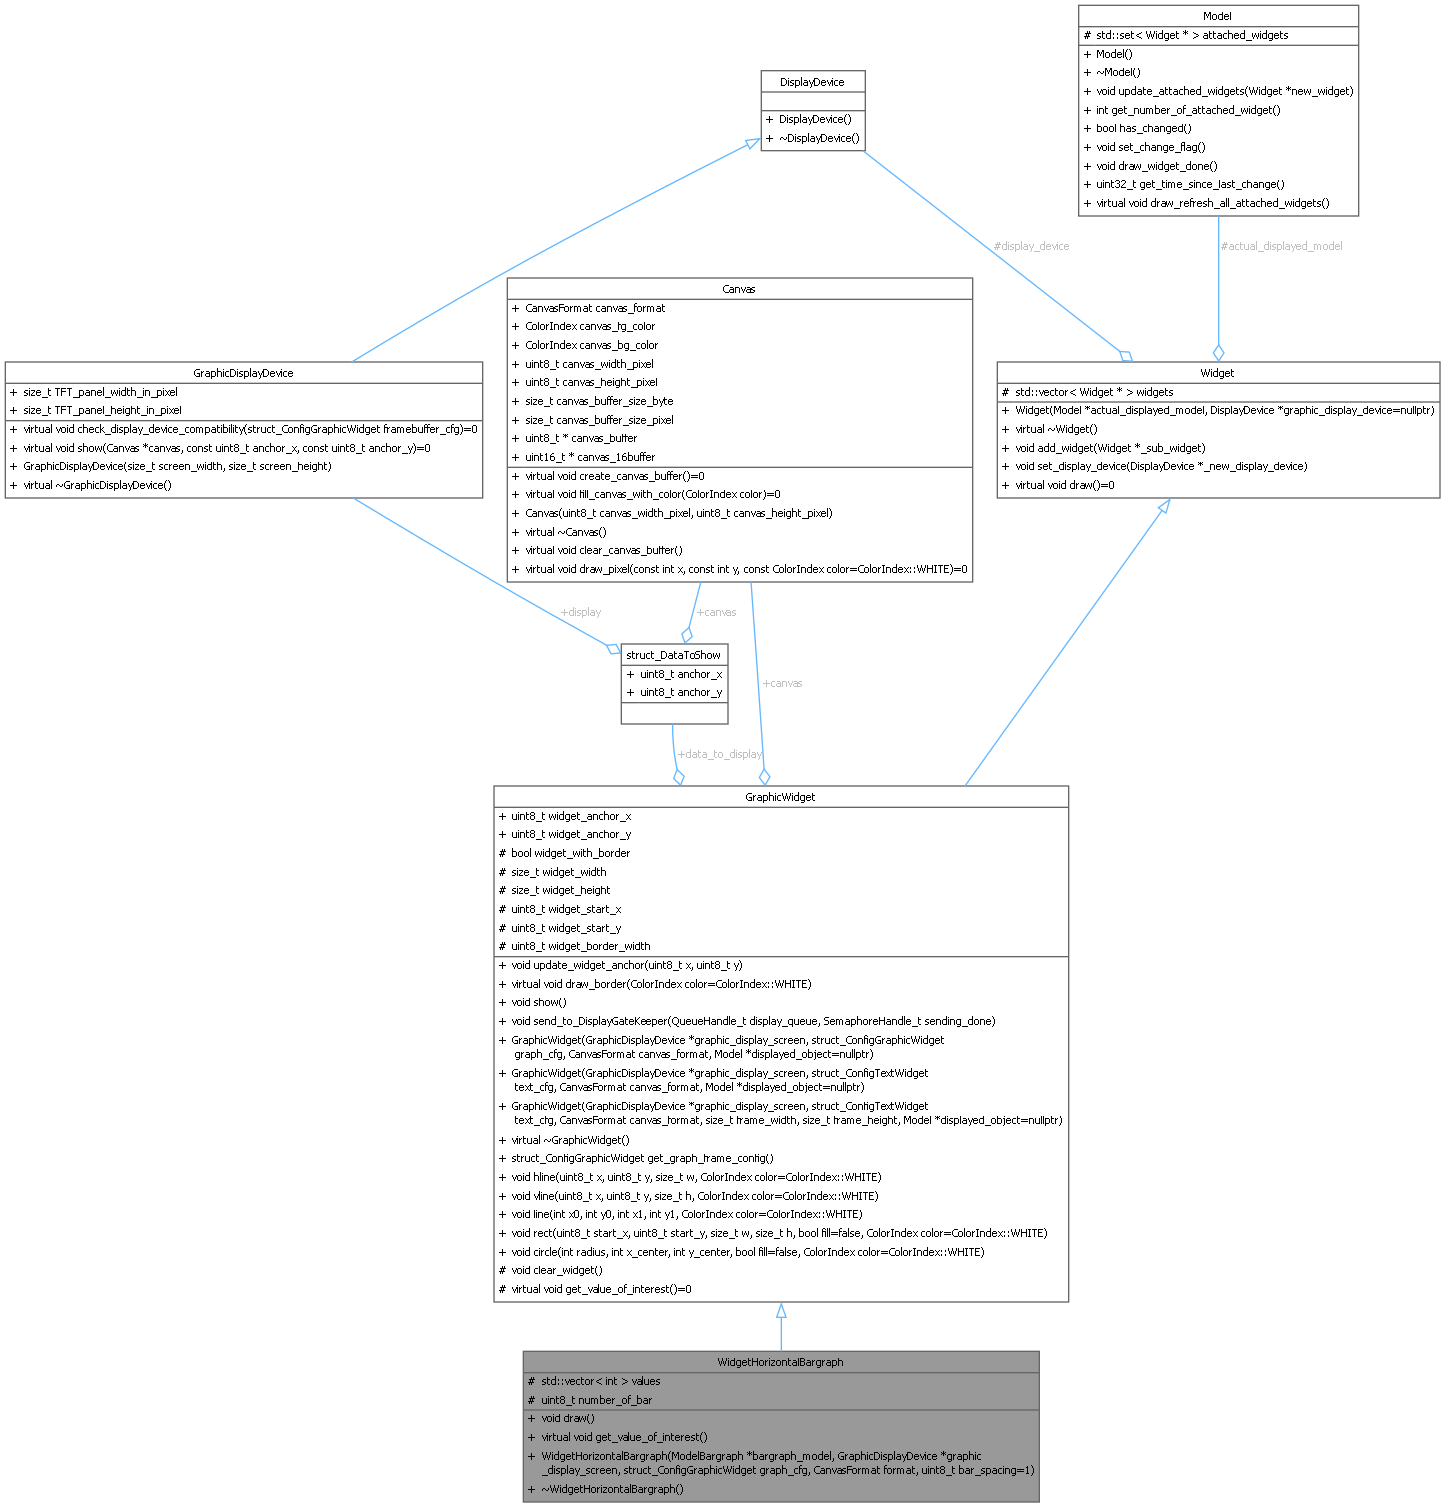 Model
# std::set< Widget * > attached_widgets
+ Model()
+ ~Model()
+ void update_attached_widgets(Widget *new_widget)
+ int get_number_of_attached_widget()
+ bool has_changed()
+ void set_change_flag()
+ void draw_widget_done()
+ uint32_t get_time_since_last_change()
+ virtual void draw_refresh_all_attached_widgets()
DisplayDevice
+ DisplayDevice()
+ ~DisplayDevice()
#display_device
#actual_displayed_model
Canvas
+ CanvasFormat canvas_format
+ ColorIndex canvas_fg_color
+ ColorIndex canvas_bg_color
+ uint8_t canvas_width_pixel
+ uint8_t canvas_height_pixel
+ size_t canvas_buffer_size_byte
+ size_t canvas_buffer_size_pixel
+ uint8_t * canvas_buffer
+ uint16_t * canvas_16buffer
+ virtual void create_canvas_buffer()=0
+ virtual void fill_canvas_with_color(ColorIndex color)=0
+ Canvas(uint8_t canvas_width_pixel, uint8_t canvas_height_pixel)
+ virtual ~Canvas()
+ virtual void clear_canvas_buffer()
+ virtual void draw_pixel(const int x, const int y, const ColorIndex color=ColorIndex::WHITE)=0
GraphicDisplayDevice
+ size_t TFT_panel_width_in_pixel
+ size_t TFT_panel_height_in_pixel
+ virtual void check_display_device_compatibility(struct_ConfigGraphicWidget framebuffer_cfg)=0
+ virtual void show(Canvas *canvas, const uint8_t anchor_x, const uint8_t anchor_y)=0
+ GraphicDisplayDevice(size_t screen_width, size_t screen_height)
+ virtual ~GraphicDisplayDevice()
Widget
# std::vector< Widget * > widgets
+ Widget(Model *actual_displayed_model, DisplayDevice *graphic_display_device=nullptr)
+ virtual ~Widget()
+ void add_widget(Widget *_sub_widget)
+ void set_display_device(DisplayDevice *_new_display_device)
+ virtual void draw()=0
+display
+canvas
struct_DataToShow
+ uint8_t anchor_x
+ uint8_t anchor_y
+canvas
+data_to_display
GraphicWidget
+ uint8_t widget_anchor_x
+ uint8_t widget_anchor_y
# bool widget_with_border
# size_t widget_width
# size_t widget_height
# uint8_t widget_start_x
# uint8_t widget_start_y
# uint8_t widget_border_width
+ void update_widget_anchor(uint8_t x, uint8_t y)
+ virtual void draw_border(ColorIndex color=ColorIndex::WHITE)
+ void show()
+ void send_to_DisplayGateKeeper(QueueHandle_t display_queue, SemaphoreHandle_t sending_done)
+ GraphicWidget(GraphicDisplayDevice *graphic_display_screen, struct_ConfigGraphicWidget
graph_cfg, CanvasFormat canvas_format, Model *displayed_object=nullptr)
+ GraphicWidget(GraphicDisplayDevice *graphic_display_screen, struct_ConfigTextWidget
text_cfg, CanvasFormat canvas_format, Model *displayed_object=nullptr)
+ GraphicWidget(GraphicDisplayDevice *graphic_display_screen, struct_ConfigTextWidget
text_cfg, CanvasFormat canvas_format, size_t frame_width, size_t frame_height, Model *displayed_object=nullptr)
+ virtual ~GraphicWidget()
+ struct_ConfigGraphicWidget get_graph_frame_config()
+ void hline(uint8_t x, uint8_t y, size_t w, ColorIndex color=ColorIndex::WHITE)
+ void vline(uint8_t x, uint8_t y, size_t h, ColorIndex color=ColorIndex::WHITE)
+ void line(int x0, int y0, int x1, int y1, ColorIndex color=ColorIndex::WHITE)
+ void rect(uint8_t start_x, uint8_t start_y, size_t w, size_t h, bool fill=false, ColorIndex color=ColorIndex::WHITE)
+ void circle(int radius, int x_center, int y_center, bool fill=false, ColorIndex color=ColorIndex::WHITE)
# void clear_widget()
# virtual void get_value_of_interest()=0
WidgetHorizontalBargraph
# std::vector< int > values
# uint8_t number_of_bar
+ void draw()
+ virtual void get_value_of_interest()
+ WidgetHorizontalBargraph(ModelBargraph *bargraph_model, GraphicDisplayDevice *graphic
_display_screen, struct_ConfigGraphicWidget graph_cfg, CanvasFormat format, uint8_t bar_spacing=1)
+ ~WidgetHorizontalBargraph()